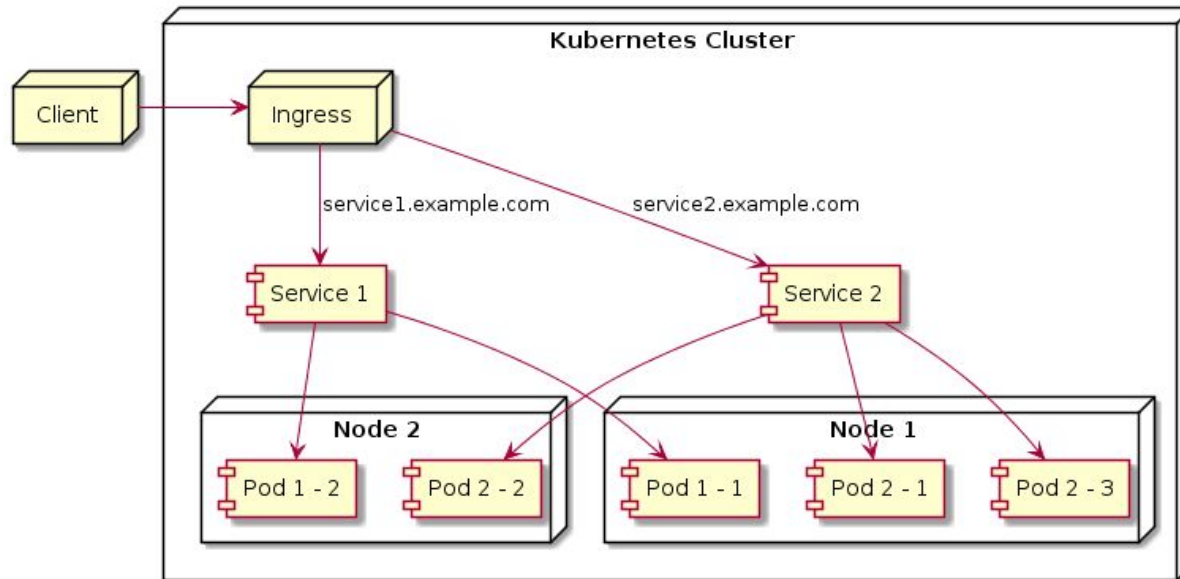 Kubernetes Cluster
Client
Ingress
service1.example.com
service2.example.com
Service 1
Service 2
Node 2
Node 1
Pod 1 - 2
Pod 2 - 2
Pod 1 - 1
Pod 2 - 1
Pod 2 - 3